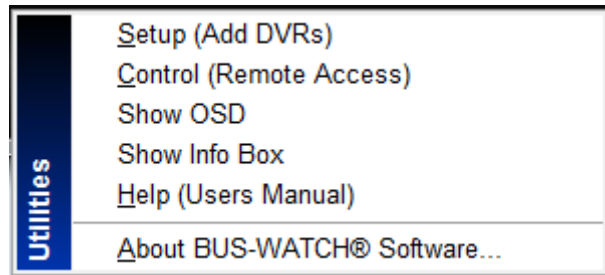 Setup (Add DVRs)
Control (Remote Access)
Show OSD
Show Info Box
Help (Users Manual)
About BUS-WATCH® Software...
Utilities